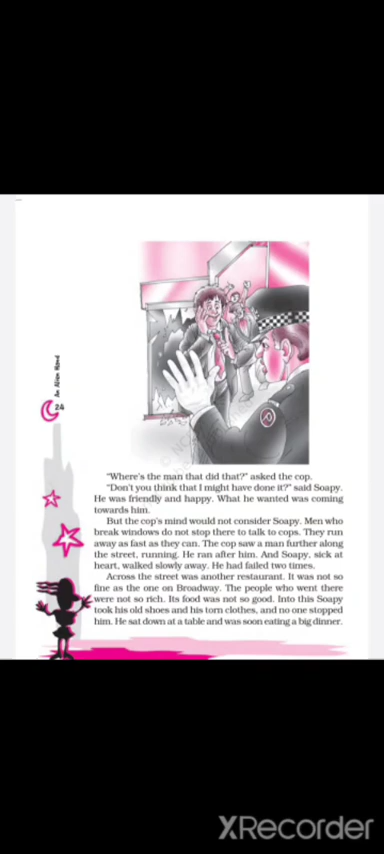 An Alien Hand
24
"Where's the man that did that?" asked the cop.
"Don't you think that I might have done it?" said Soapy.
He was friendly and happy. What he wanted was coming
towards him.
But the cop's mind would not consider Soapy. Men who
break windows do not stop there to talk to cops. They run
away as fast as they can. The cop saw a man further along
the street, running. He ran after him. And Soapy, sick at
heart, walked slowly away. He had failed two times.
Across the street was another restaurant. It was not so
fine as the one on Broadway. The people who went there
were not so rich. Its food was not so good. Into this Soapy
took his old shoes and his torn clothes, and no one stopped
him. He sat down at a table and was soon eating a big dinner.
XRecorder